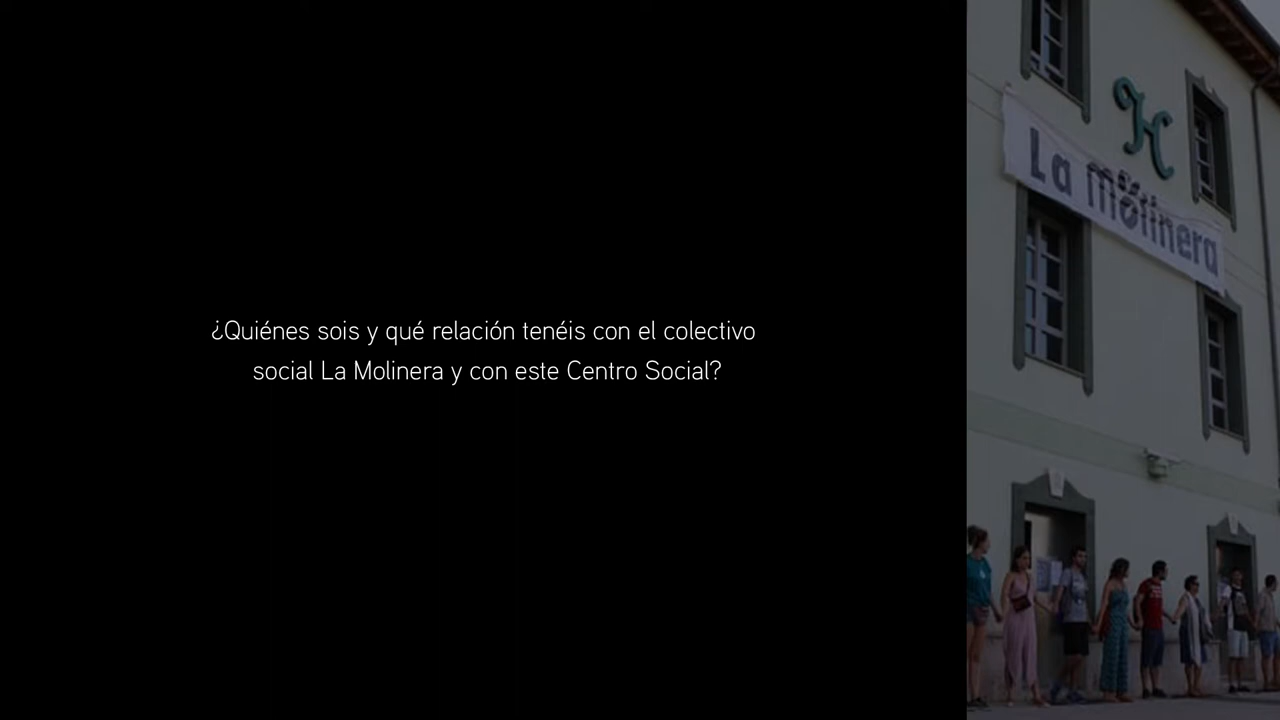 ¿Quiénes sois y qué relación tenéis con el colectivo
social La Molinera y con este Centro Social?
H
La molinera